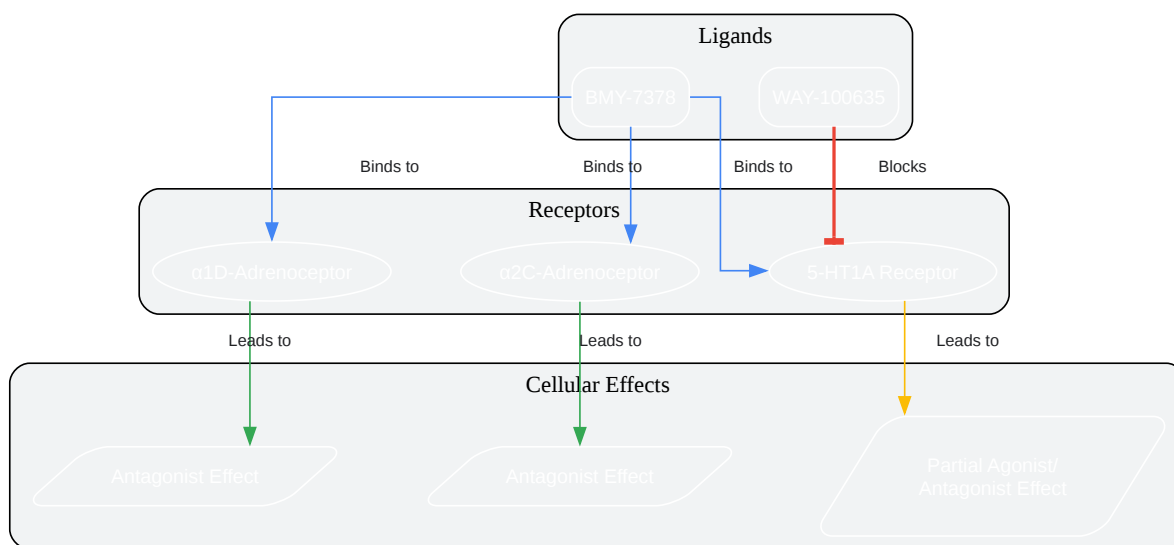 Ligands
BMY-7378
WAY-100635
Binds to
Binds to
Binds to
Blocks
Receptors
α1D-Adrenoceptor
α2C-Adrenoceptor
5-HT1A Receptor
Leads to
Leads to
Leads to
Cellular Effects
Antagonist Effect
Antagonist Effect
Partial Agonist/
Antagonist Effect